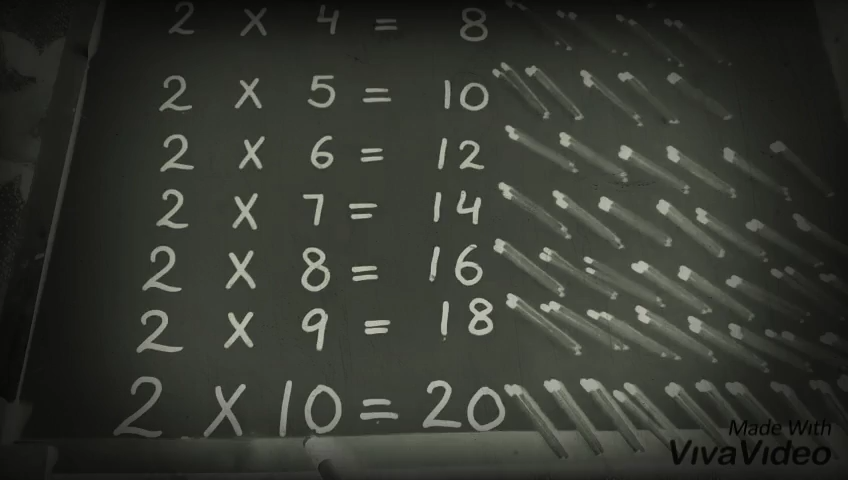 2 X 4 = 8
2 X 5 = 10
2 X 6 = 12
2 X 7 = 14
2 X 8 = 16
2 X 9 = 18
2 X 10 = 20
Made With
VivaVideo